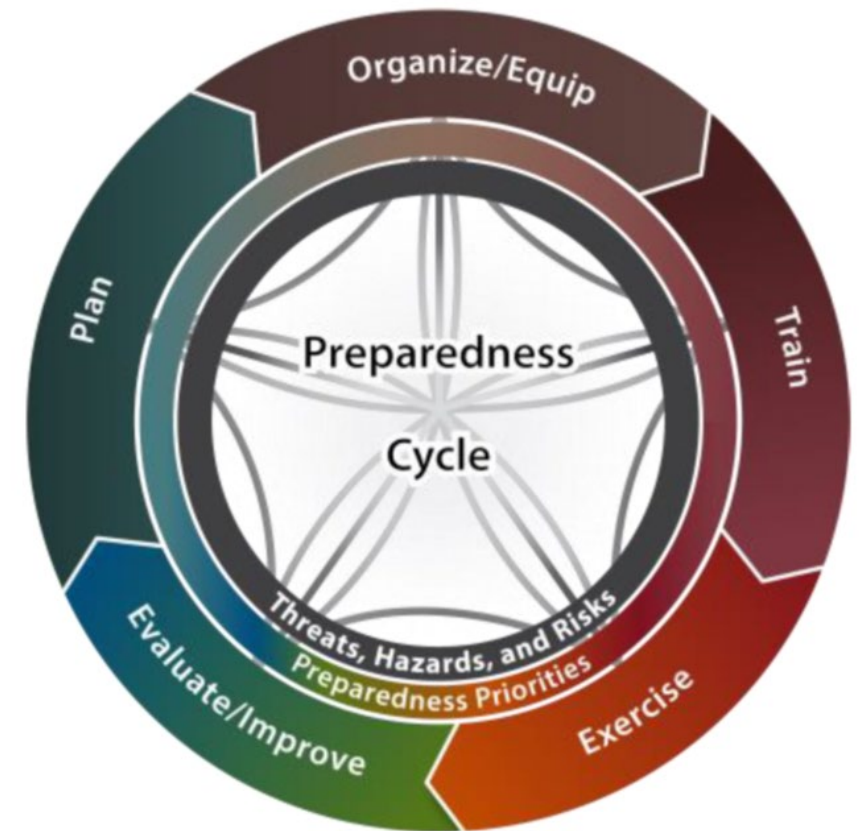 Organize/Equip
Train
Exercise
Evaluate/Improve
Plan
Preparedness
Cycle
Threats, Hazards, and Risks
Preparedness Priorities